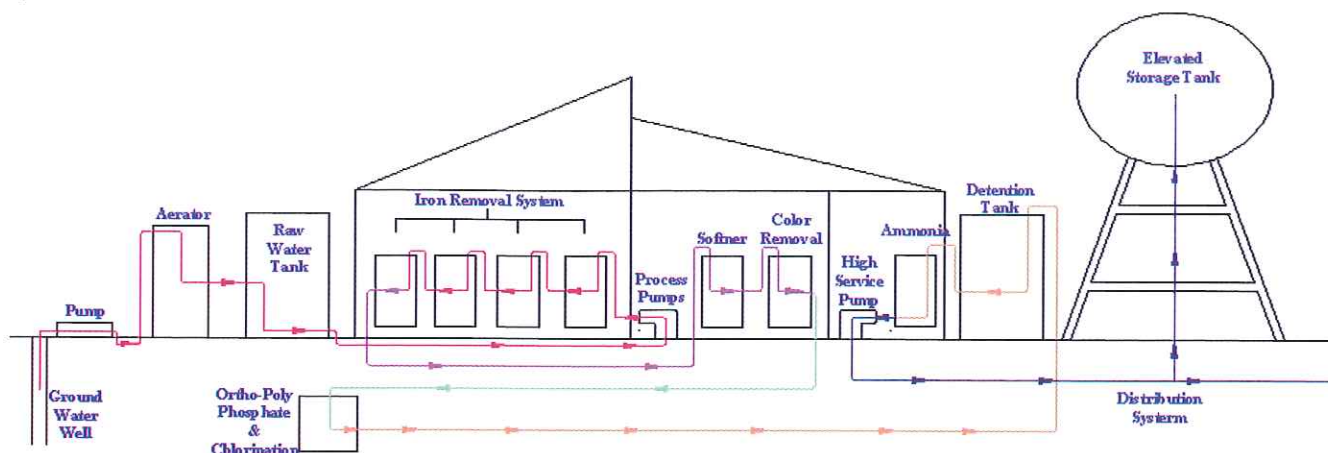 Elevated
Storage Tank
Iron Removal System
Aerator
Raw
Water
Tank
Softner
Color
Removal
Detention
Tank
Ammonia
High
Service
Pump
Process
Pumps
Pump
Ground
Water
Well
Ortho-Poly
Phosphate
&
Chlorination
Distribution
Systerm